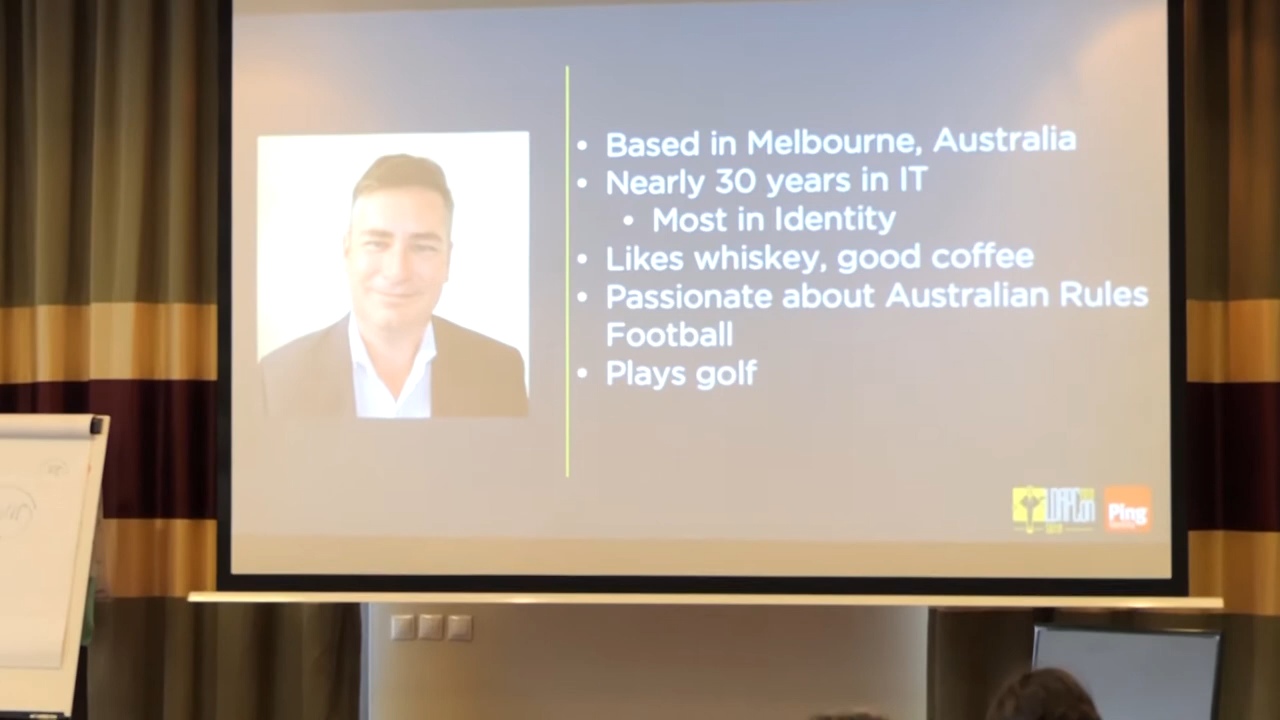 • Based in Melbourne, Australia
• Nearly 30 years in IT
• Most in Identity
• Likes whiskey, good coffee
• Passionate about Australian Rules
Football
• Plays golf
LDAPCon
Ping